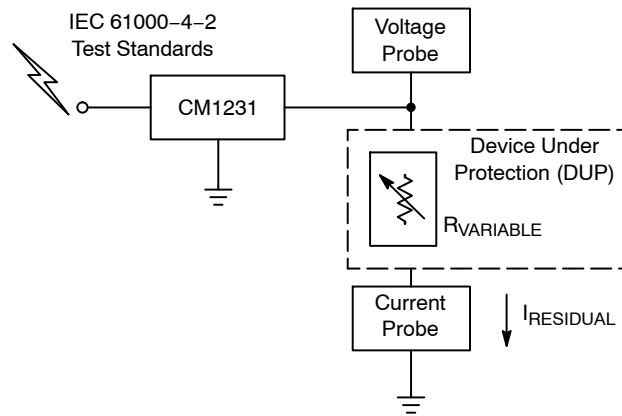 IEC 61000−4−2
Test Standards
Voltage
Probe
CM1231
Device Under
Protection (DUP)
RVARIABLE
Current
Probe
IRESIDUAL